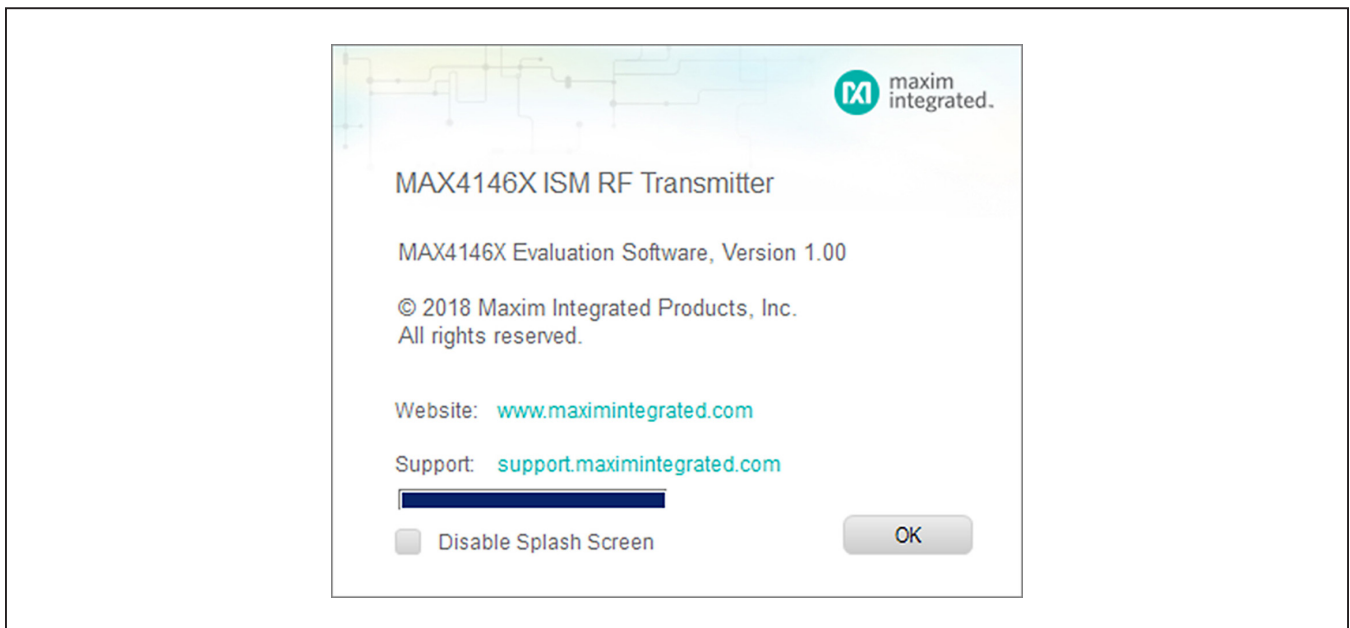 maxim
integrated™
MAX4146X ISM RF Transmitter
MAX4146X Evaluation Software, Version 1.00
© 2018 Maxim Integrated Products, Inc.
All rights reserved.
Website: www.maximintegrated.com
Support: support.maximintegrated.com
Disable Splash Screen
OK